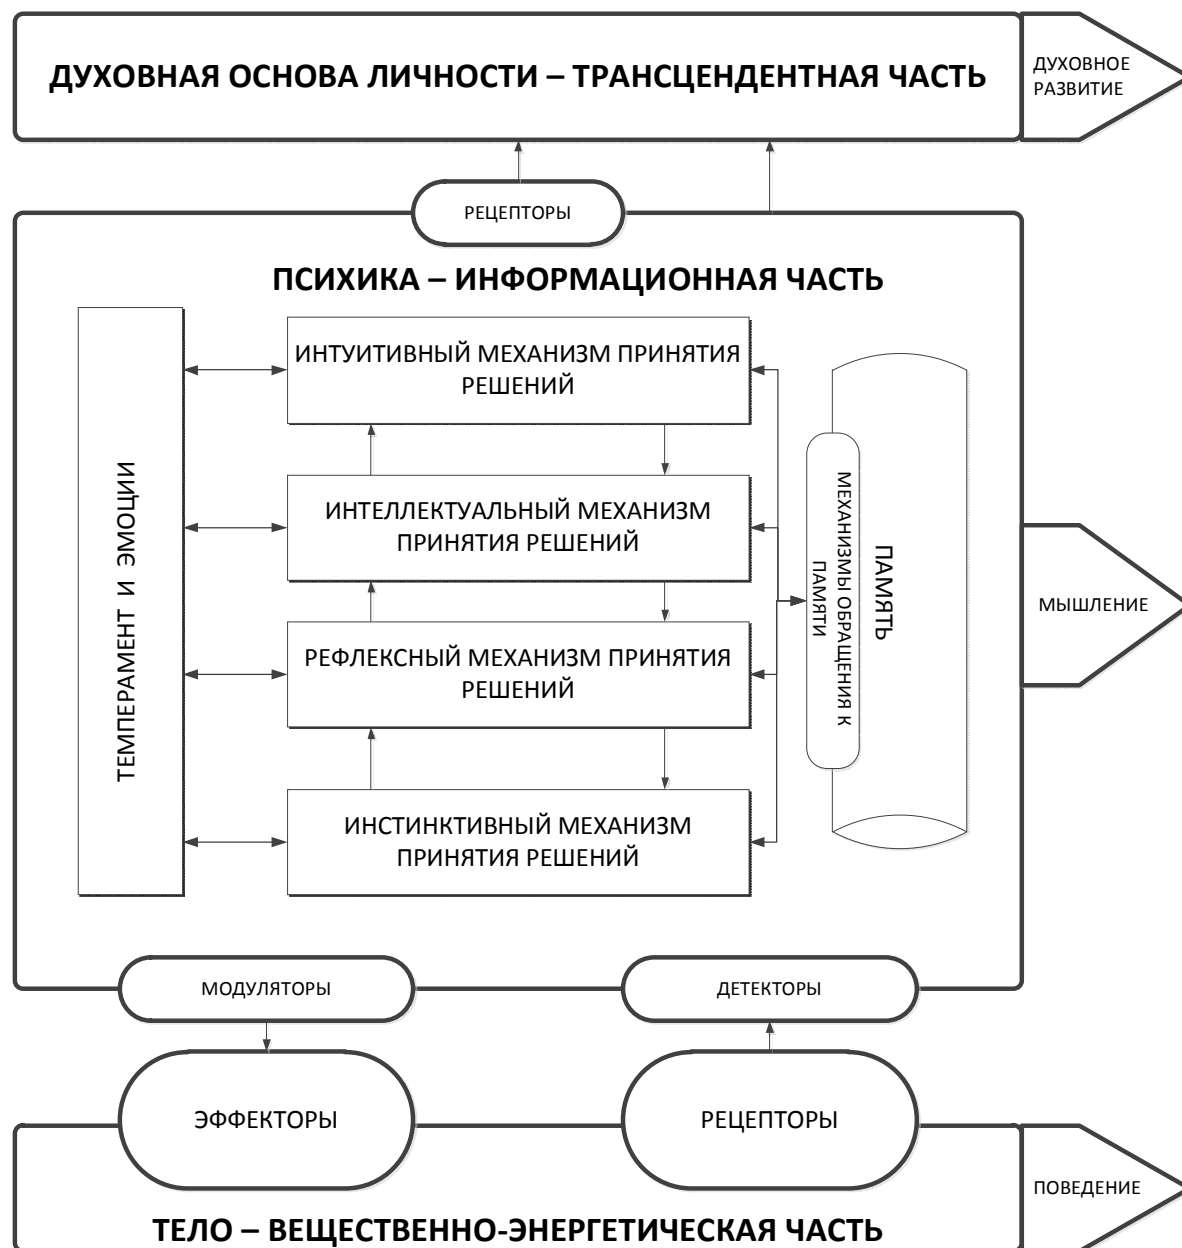 ДУХОВНАЯ ОСНОВА ЛИЧНОСТИ – ТРАНСЦЕНДЕНТНАЯ ЧАСТЬ
ДУХОВНОЕ
РАЗВИТИЕ
РЕЦЕПТОРЫ
ПСИХИКА – ИНФОРМАЦИОННАЯ ЧАСТЬ
ТЕМПЕРАМЕНТ И ЭМОЦИИ
ИНТУИТИВНЫЙ МЕХАНИЗМ ПРИНЯТИЯ
РЕШЕНИЙ
ИНТЕЛЛЕКТУАЛЬНЫЙ МЕХАНИЗМ
ПРИНЯТИЯ РЕШЕНИЙ
РЕФЛЕКСНЫЙ МЕХАНИЗМ ПРИНЯТИЯ
РЕШЕНИЙ
ИНСТИНКТИВНЫЙ МЕХАНИЗМ
ПРИНЯТИЯ РЕШЕНИЙ
МЕХАНИЗМЫ ОБРАЩЕНИЯ К
ПАМЯТИ
ПАМЯТЬ
МЫШЛЕНИЕ
МОДУЛЯТОРЫ
ДЕТЕКТОРЫ
ЭФФЕКТОРЫ
РЕЦЕПТОРЫ
ПОВЕДЕНИЕ
ТЕЛО – ВЕЩЕСТВЕННО-ЭНЕРГЕТИЧЕСКАЯ ЧАСТЬ